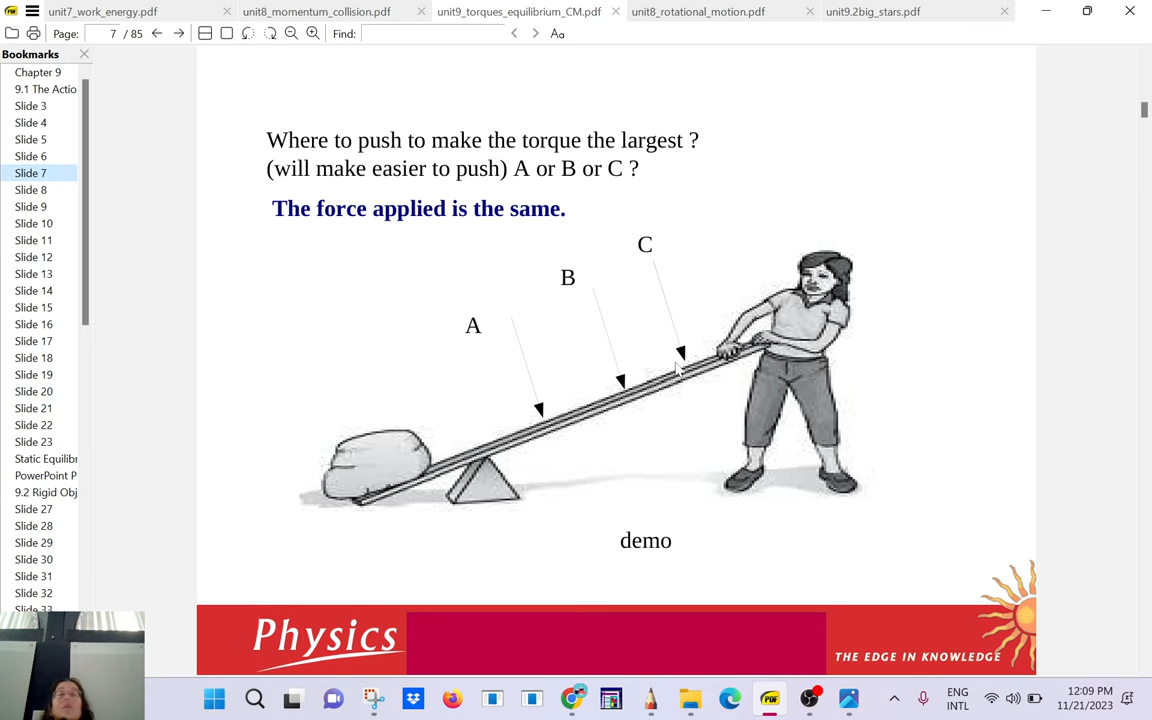 unit7_work_energy.pdf
unit8_momentum_collision.pdf
unit9_torques_equilibrium_CM.pdf
unit8_rotational_motion.pdf
unit9.2big_stars.pdf
Page: 7 / 85 Find: Aa
Bookmarks
Chapter 9
9.1 The Actio
Slide 3
Slide 4
Slide 5
Slide 6
Slide 7
Slide 8
Slide 9
Slide 10
Slide 11
Slide 12
Slide 13
Slide 14
Slide 15
Slide 16
Slide 17
Slide 18
Slide 19
Slide 20
Slide 21
Slide 22
Slide 23
Static Equilibr
PowerPoint P
9.2 Rigid Obj
Slide 27
Slide 28
Slide 29
Slide 30
Slide 31
Slide 32
Slide 33
Where to push to make the torque the largest ?
(will make easier to push) A or B or C ?
The force applied is the same.
C
B
A
demo
Physics
THE EDGE IN KNOWLEDGE
ENG
INTL
12:09 PM
11/21/2023